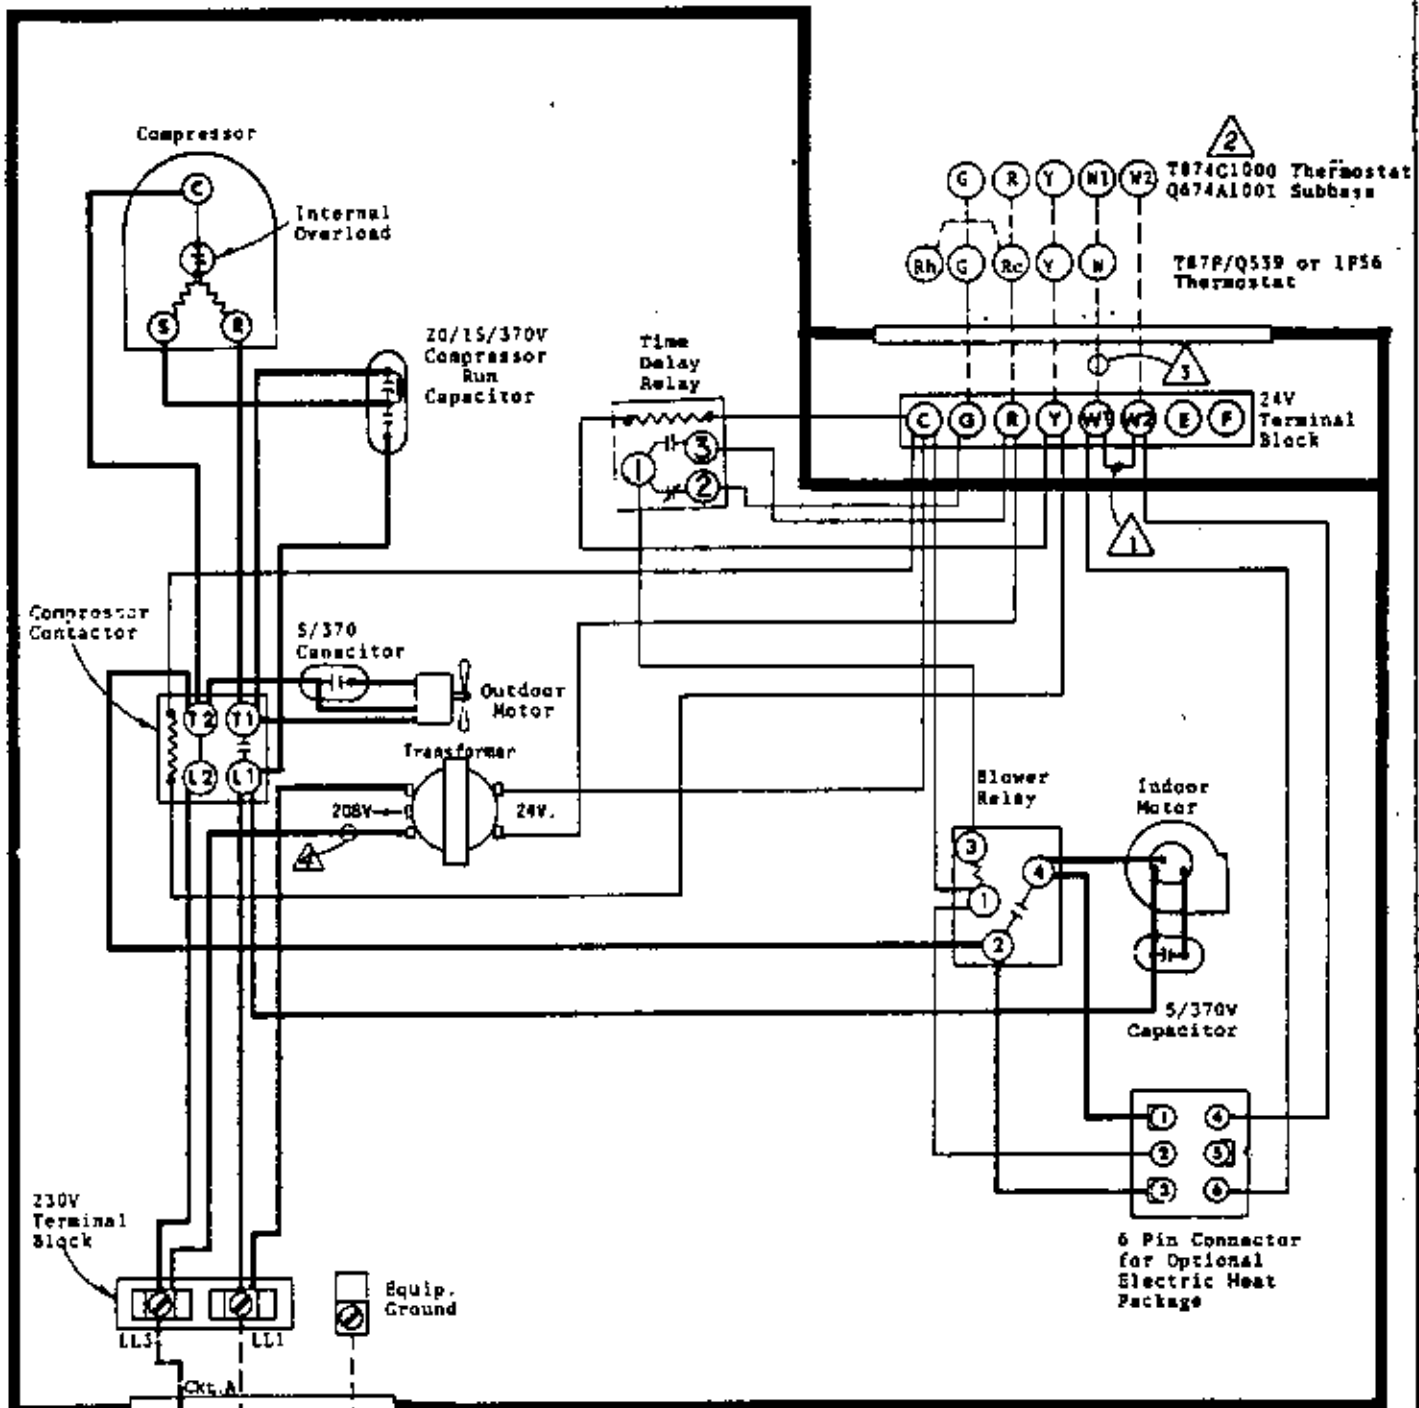 Compressor
C
Internal
Overload
S
R
20/15/370V
Compressor
Run
Capacitor
Time
Delay
Relay
1
3
2
2
G R Y W1 W2
T874C1000 Thermostat
Q674A1001 Subbase
Rh G Rc Y W
T87F/Q539 or 1F56
Thermostat
3
C G R Y W1 W2 E F
24V
Terminal
Block
1
Compressor
Contactor
5/370
Capacitor
Outdoor
Motor
T2 T1
L2 L1
Transformer
208V
24V.
4
Blower
Relay
3
4
1
2
Indoor
Motor
5/370V
Capacitor
1 4
2 5
3 6
6 Pin Connector
for Optional
Electric Heat
Package
230V
Terminal
Block
LL3
LL1
Equip.
Ground
Ckt.A